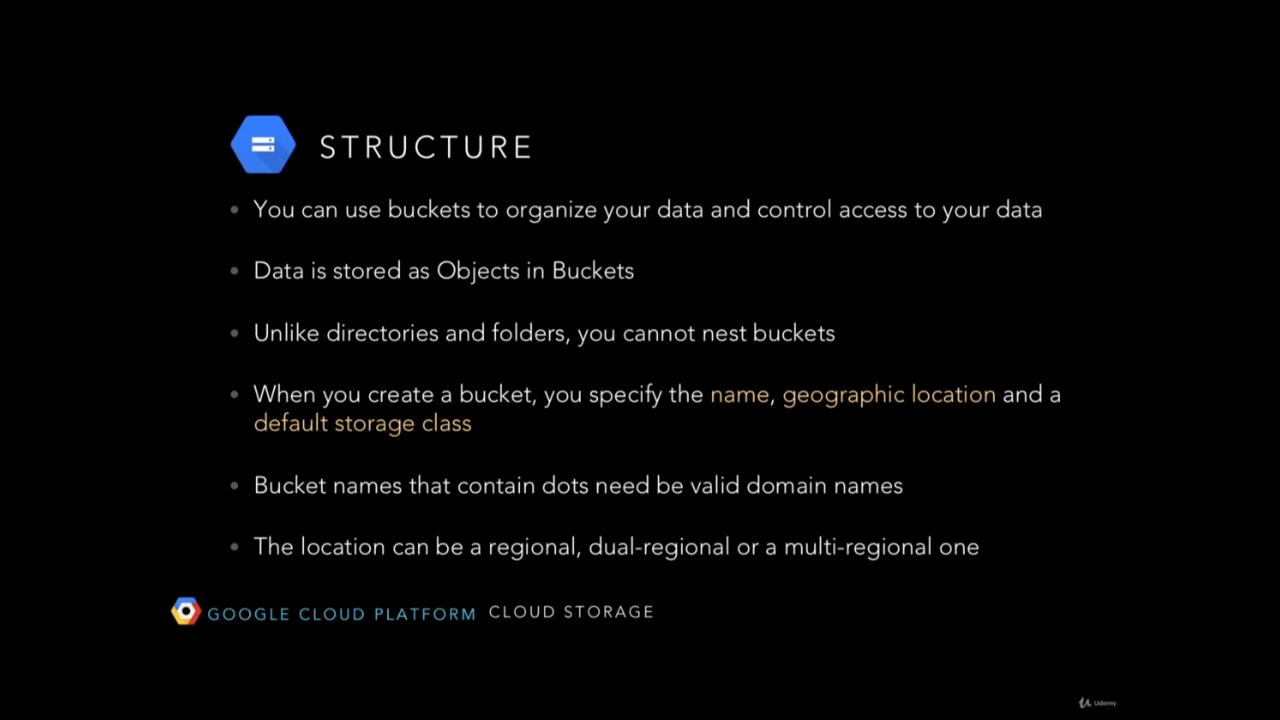 STRUCTURE
• You can use buckets to organize your data and control access to your data
• Data is stored as Objects in Buckets
• Unlike directories and folders, you cannot nest buckets
• When you create a bucket, you specify the name, geographic location and a
default storage class
• Bucket names that contain dots need be valid domain names
• The location can be a regional, dual-regional or a multi-regional one
GOOGLE CLOUD PLATFORM CLOUD STORAGE
Udemy